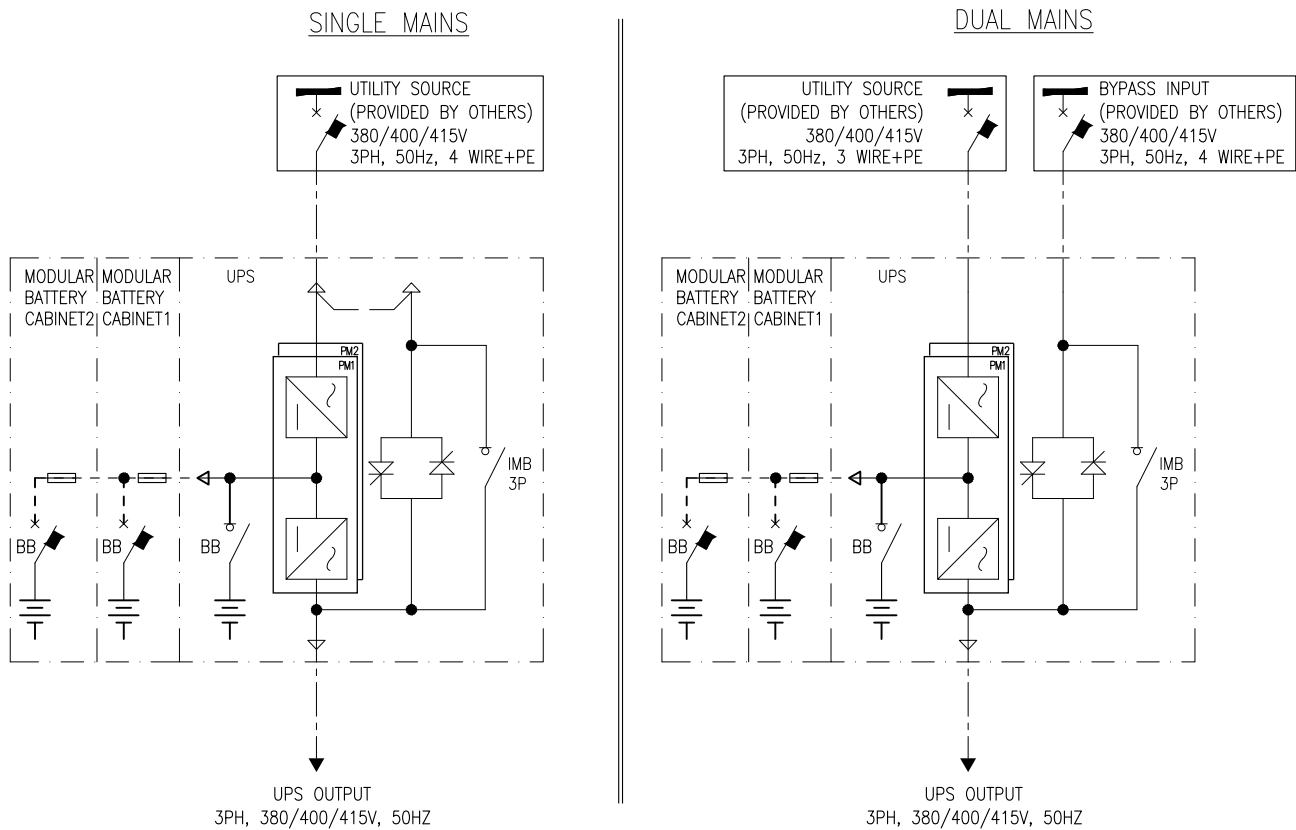 SINGLE MAINS
UTILITY SOURCE
(PROVIDED BY OTHERS)
380/400/415V
3PH, 50Hz, 4 WIRE+PE
MODULAR
BATTERY
CABINET2
MODULAR
BATTERY
CABINET1
UPS
PM2
PM1
IMB
3P
BB
BB
BB
UPS OUTPUT
3PH, 380/400/415V, 50HZ
DUAL MAINS
UTILITY SOURCE
(PROVIDED BY OTHERS)
380/400/415V
3PH, 50Hz, 3 WIRE+PE
BYPASS INPUT
(PROVIDED BY OTHERS)
380/400/415V
3PH, 50Hz, 4 WIRE+PE
MODULAR
BATTERY
CABINET2
MODULAR
BATTERY
CABINET1
UPS
PM2
PM1
IMB
3P
BB
BB
BB
UPS OUTPUT
3PH, 380/400/415V, 50HZ